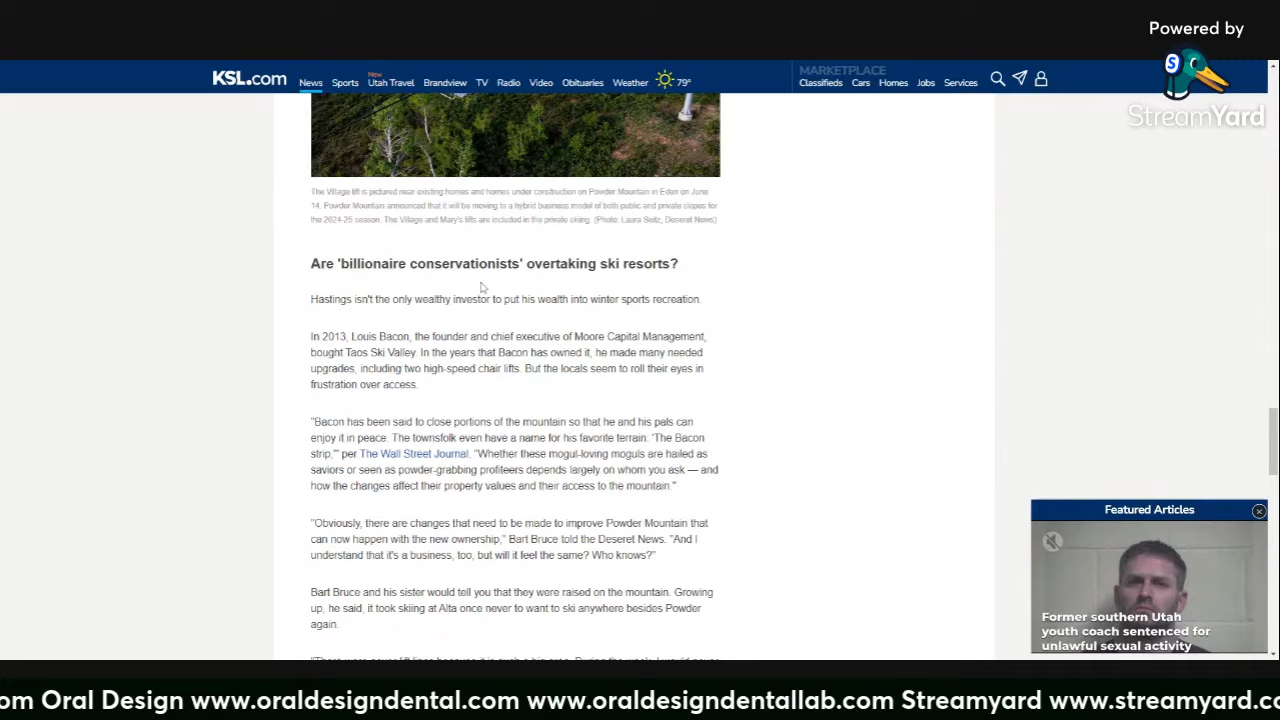 Powered by
StreamYard
KSL.com
News
Sports
New
Utah Travel
Brandview
TV
Radio
Video
Obituaries
Weather
79°
MARKETPLACE
Classifieds
Cars
Homes
Jobs
Services
The Village lift is pictured near existing homes and homes under construction on Powder Mountain in Eden on June
14. Powder Mountain announced that it will be moving to a hybrid business model of both public and private slopes for
the 2024-25 season. The Village and Mary's lifts are included in the private skiing. (Photo: Laura Seitz, Deseret News)
Are 'billionaire conservationists' overtaking ski resorts?
Hastings isn't the only wealthy investor to put his wealth into winter sports recreation.
In 2013, Louis Bacon, the founder and chief executive of Moore Capital Management,
bought Taos Ski Valley. In the years that Bacon has owned it, he made many needed
upgrades, including two high-speed chair lifts. But the locals seem to roll their eyes in
frustration over access.
"Bacon has been said to close portions of the mountain so that he and his pals can
enjoy it in peace. The townsfolk even have a name for his favorite terrain: 'The Bacon
strip,'" per The Wall Street Journal. "Whether these mogul-loving moguls are hailed as
saviors or seen as powder-grabbing profiteers depends largely on whom you ask — and
how the changes affect their property values and their access to the mountain."
"Obviously, there are changes that need to be made to improve Powder Mountain that
can now happen with the new ownership," Bart Bruce told the Deseret News. "And I
understand that it's a business, too, but will it feel the same? Who knows?"
Bart Bruce and his sister would tell you that they were raised on the mountain. Growing
up, he said, it took skiing at Alta once never to want to ski anywhere besides Powder
again.
Featured Articles
Former southern Utah
youth coach sentenced for
unlawful sexual activity
om Oral Design www.oraldesigndental.com www.oraldesigndentallab.com Streamyard www.streamyard.co